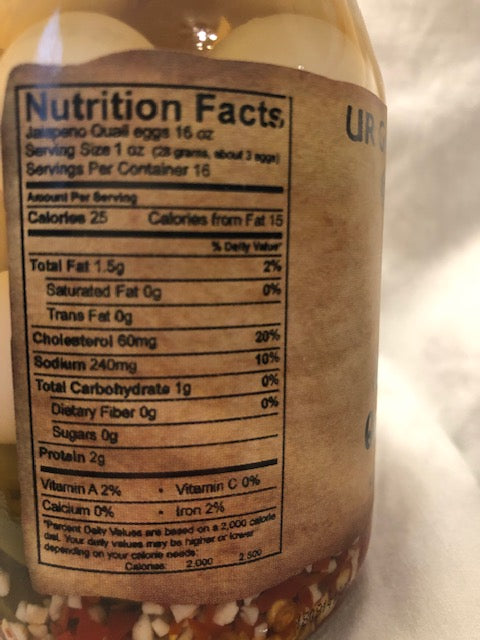 Nutrition Facts
Jalapeno Quail eggs 16 oz
Serving Size 1 oz (28 grams, about 3 eggs)
Servings Per Container 16
Amount Per Serving
Calories 25 Calories from Fat 15
% Daily Value*
Total Fat 1.5g 2%
Saturated Fat 0g 0%
Trans Fat 0g
Cholesterol 60mg 20%
Sodium 240mg 10%
Total Carbohydrate 1g 0%
Dietary Fiber 0g 0%
Sugars 0g
Protein 2g
Vitamin A 2% • Vitamin C 0%
Calcium 0% • Iron 2%
*Percent Daily Values are based on a 2,000 calorie
diet. Your daily values may be higher or lower
depending on your calorie needs:
Calories: 2,000 2,500
UR